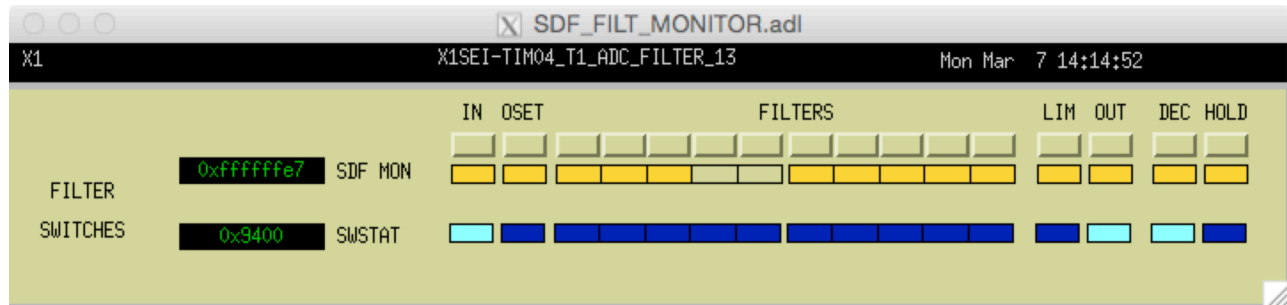 SDF_FILT_MONITOR.adl
X1 X1SEI-TIM04_T1_ADC_FILTER_13 Mon Mar 7 14:14:52
IN OSET FILTERS LIM OUT DEC HOLD
0xffffffe7 SDF MON
FILTER
SWITCHES 0x9400 SWSTAT